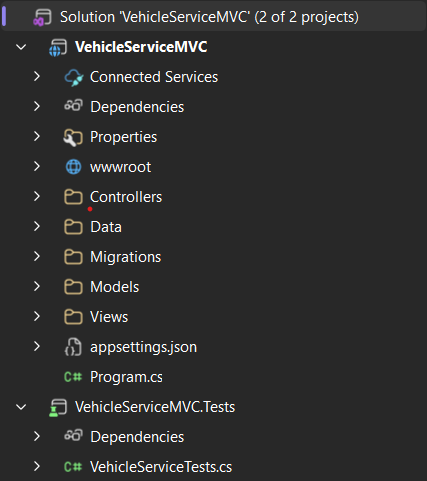 Solution 'VehicleServiceMVC' (2 of 2 projects)
VehicleServiceMVC
Connected Services
Dependencies
Properties
wwwroot
Controllers
Data
Migrations
Models
Views
appsettings.json
C# Program.cs
VehicleServiceMVC.Tests
Dependencies
C# VehicleServiceTests.cs